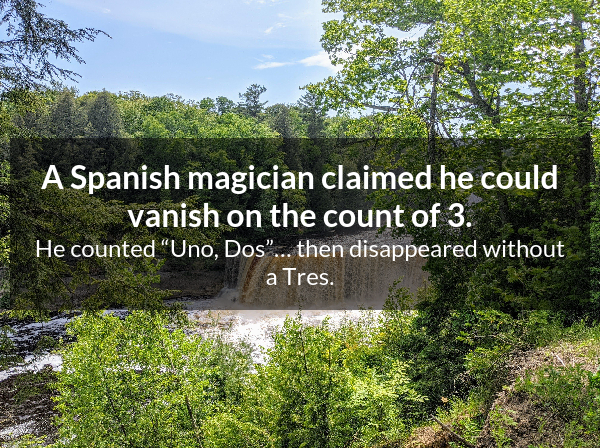 A Spanish magician claimed he could
vanish on the count of 3.
He counted “Uno, Dos”... then disappeared without
a Tres.